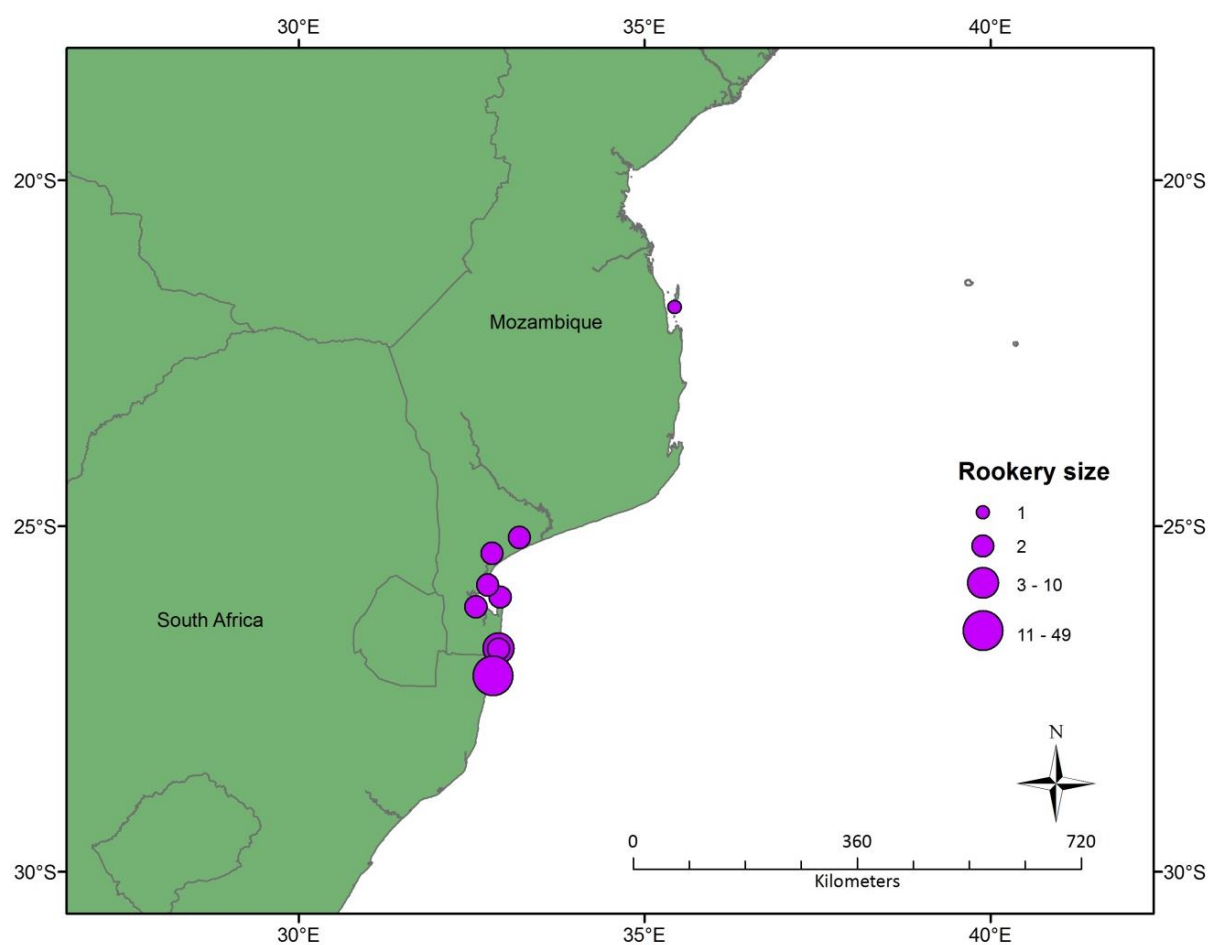 30°E 35°E 40°E
20°S 20°S
Mozambique
Rookery size
1
25°S 25°S
2
3 - 10
South Africa
11 - 49
N
0 360 720
30°S 30°S
Kilometers
30°E 35°E 40°E